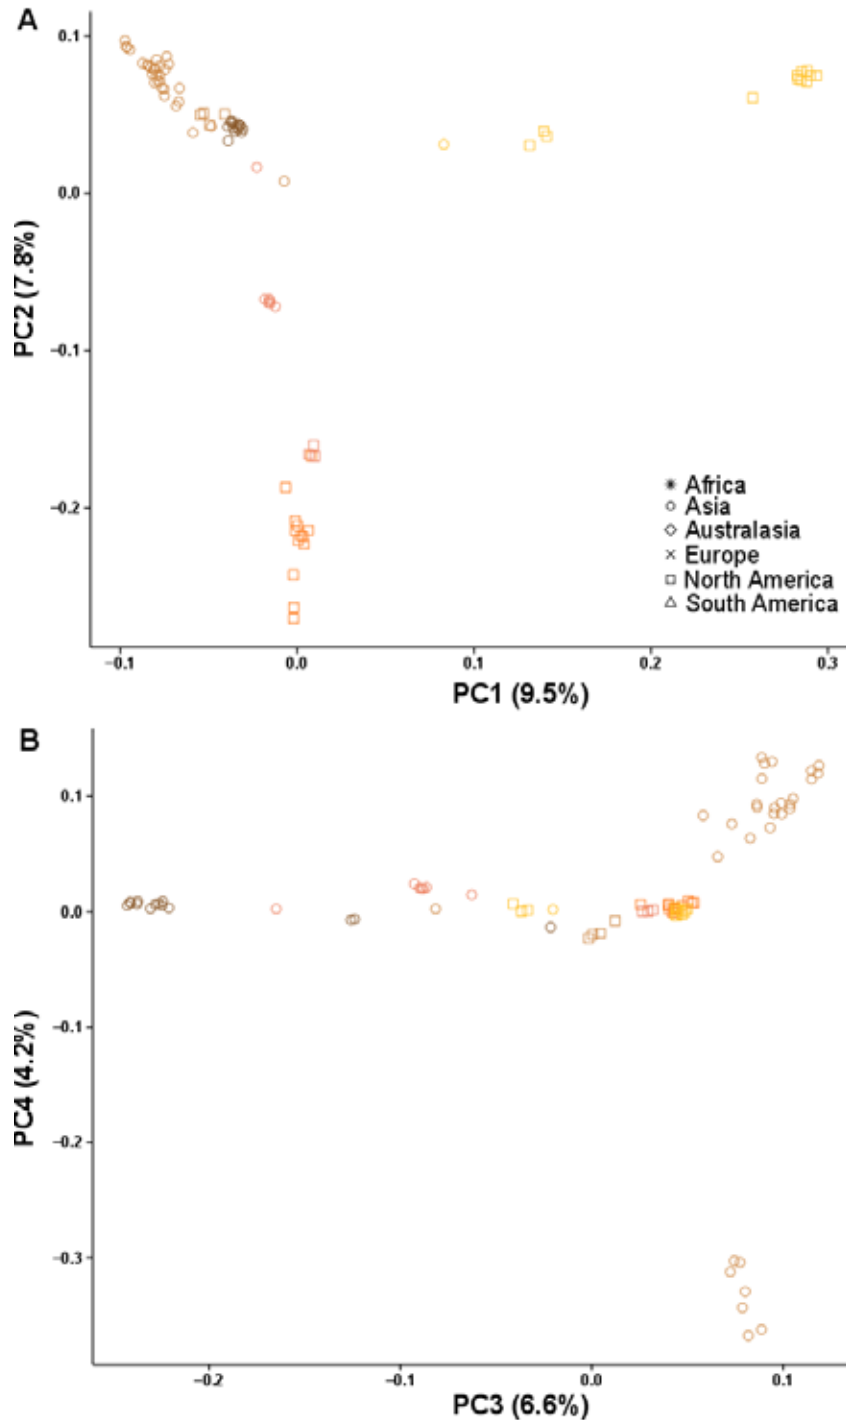 A
0.1
0.0
−0.1
−0.2
PC2 (7.8%)
Africa
Asia
Australasia
Europe
North America
South America
−0.1 0.0 0.1 0.2 0.3
PC1 (9.5%)
B
0.1
0.0
−0.1
−0.2
−0.3
PC4 (4.2%)
−0.2 −0.1 0.0 0.1
PC3 (6.6%)